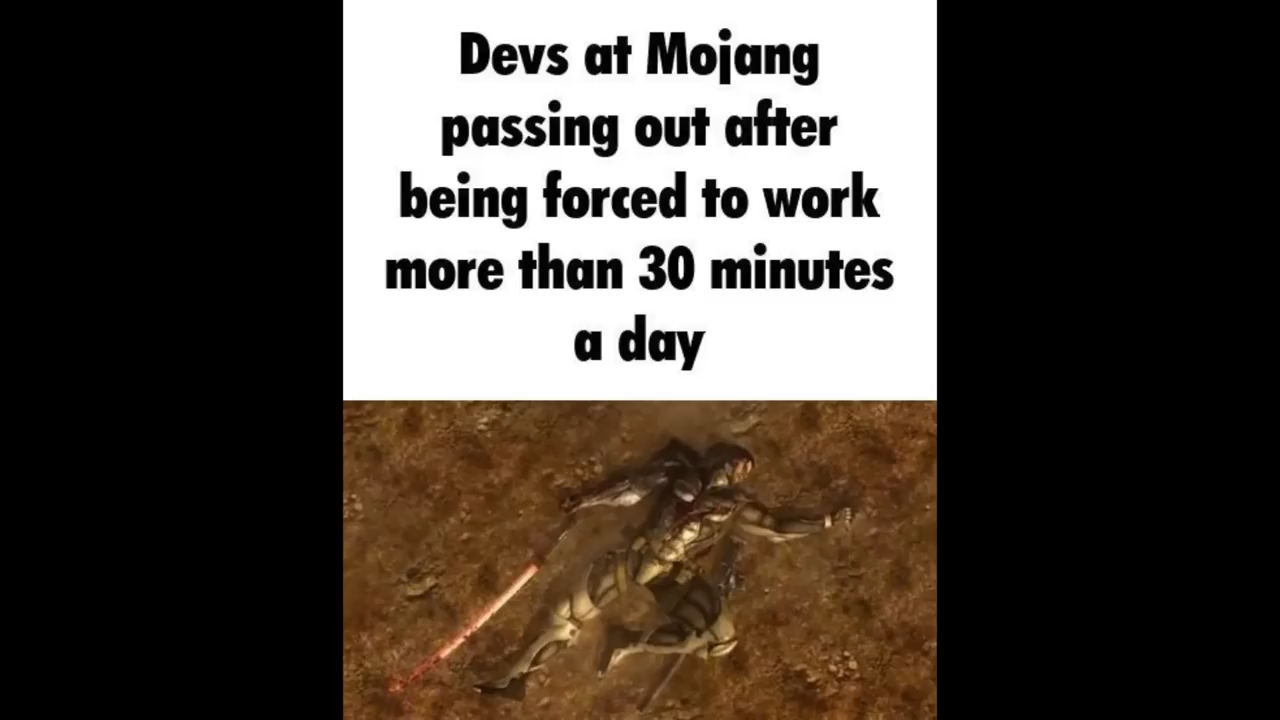 Devs at Mojang
passing out after
being forced to work
more than 30 minutes
a day